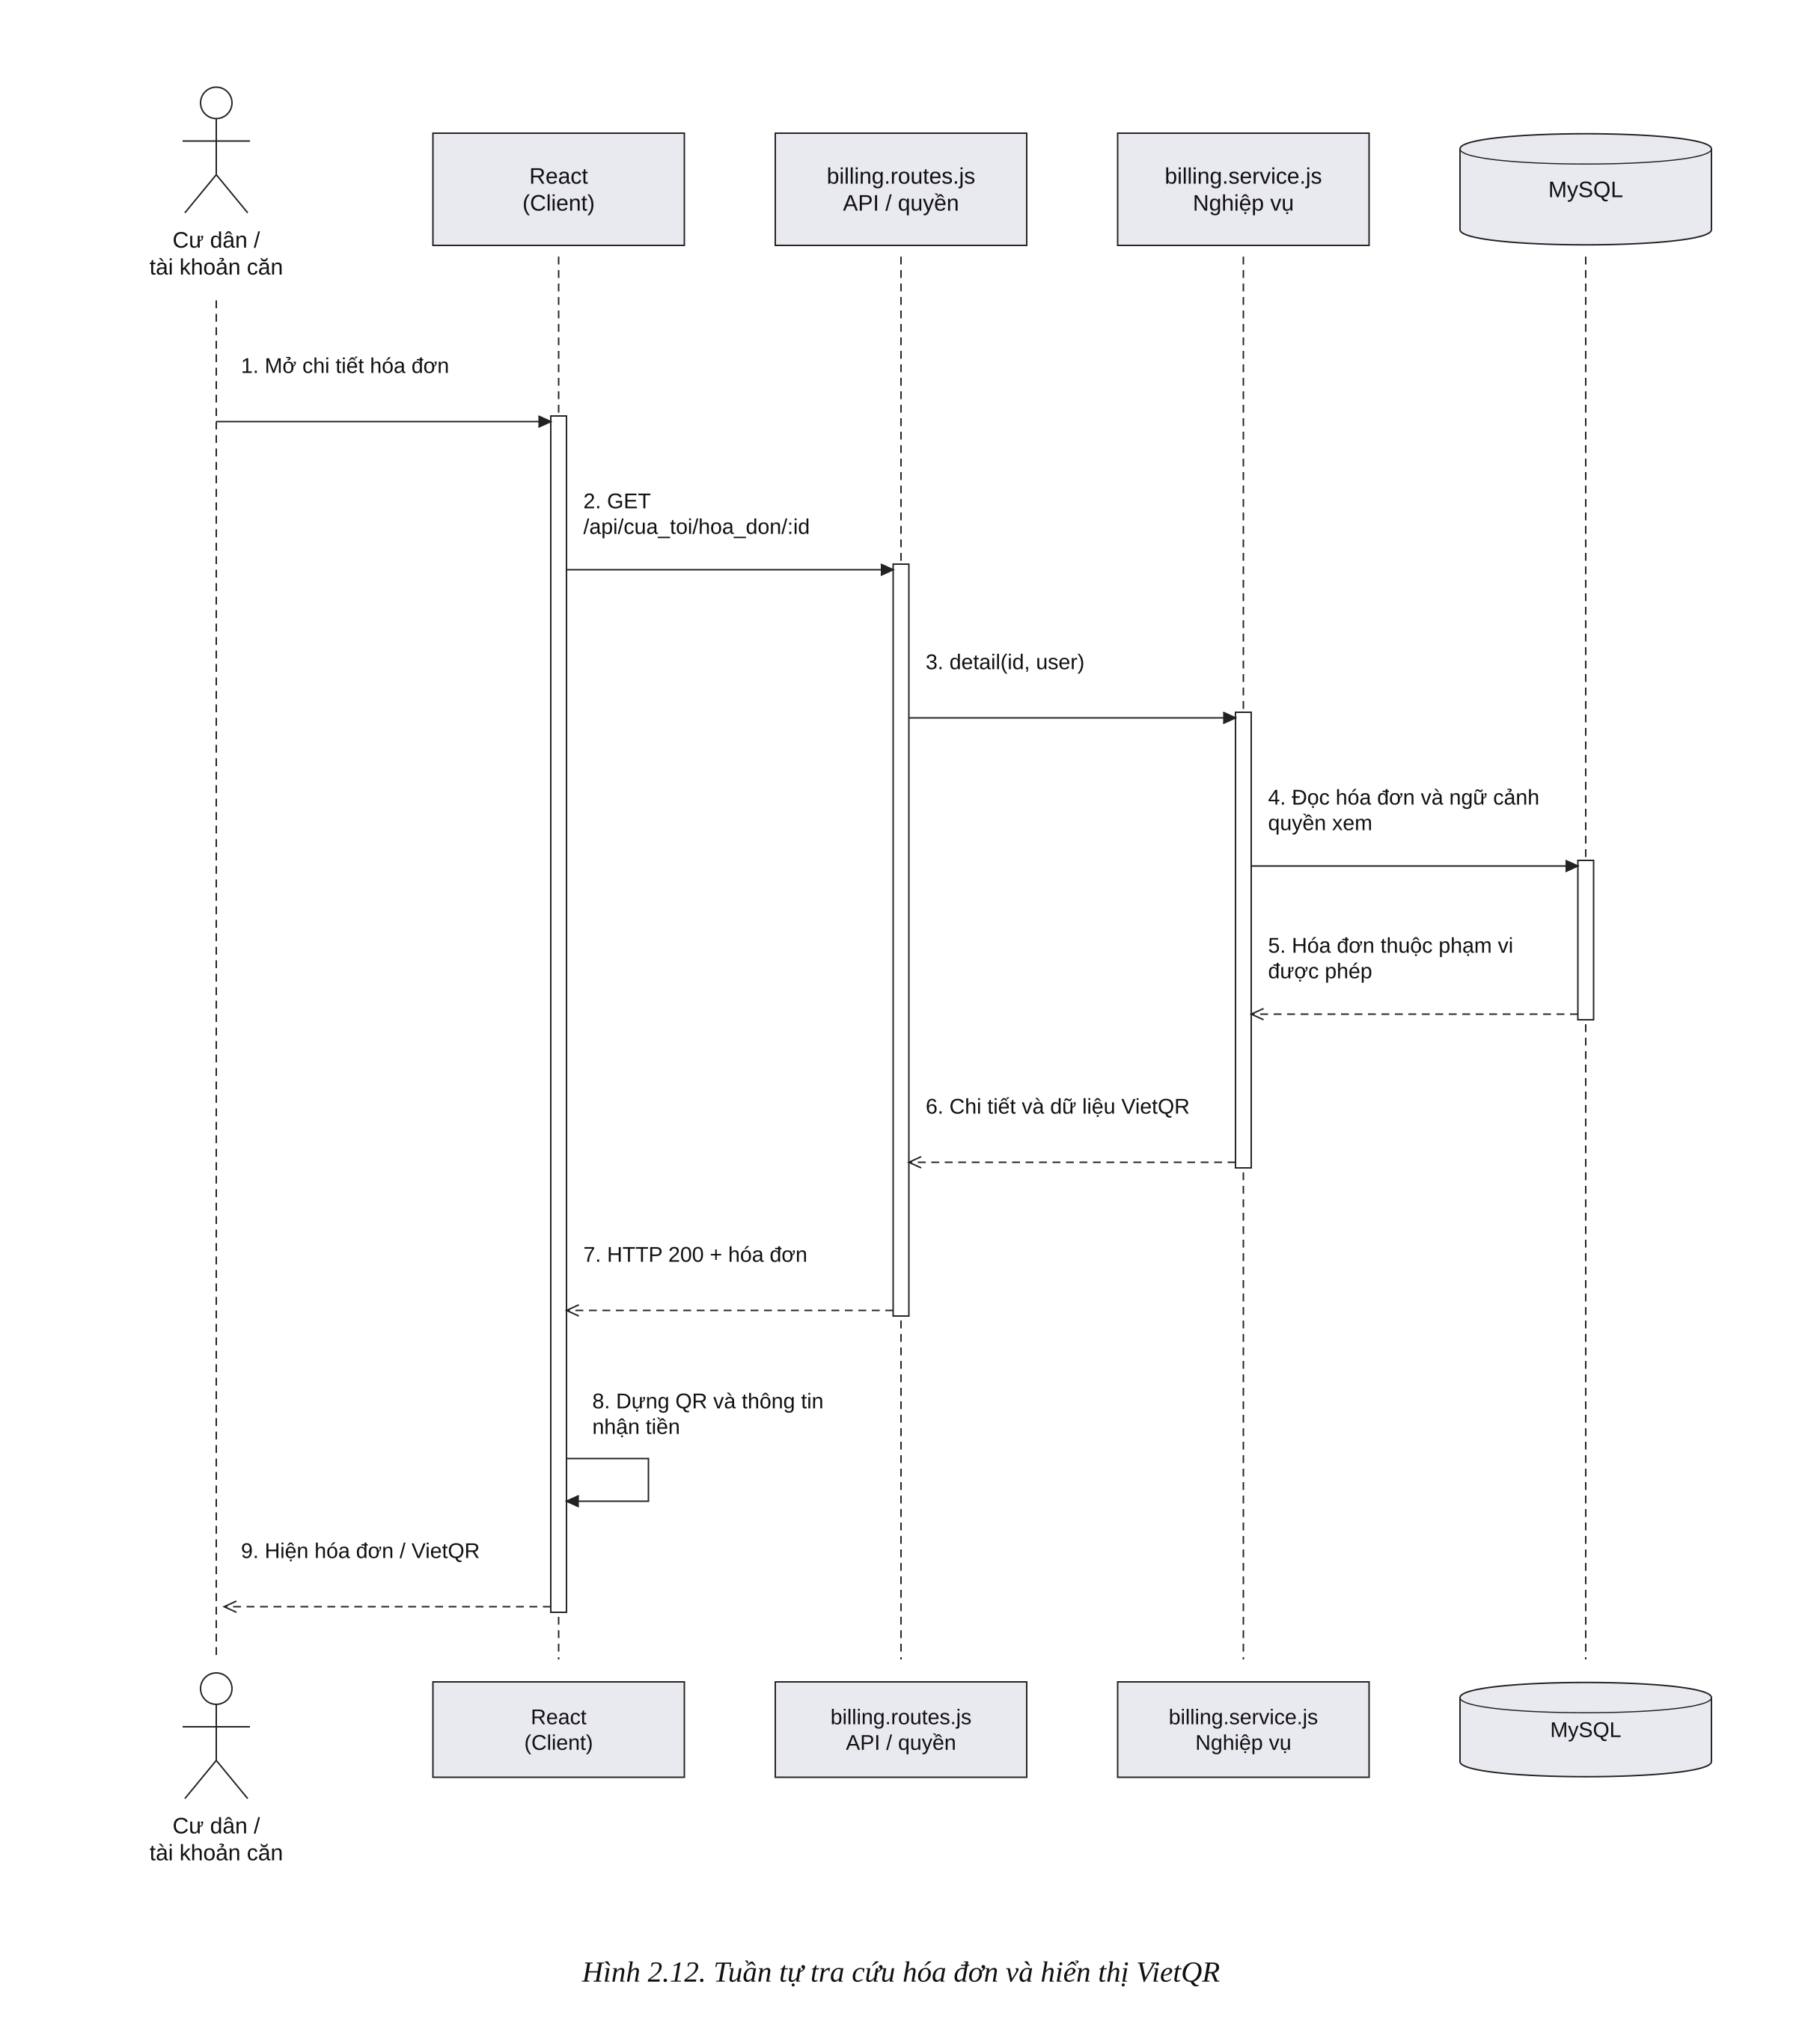 Cư dân /
tài khoản căn
React
(Client)
billing.routes.js
API / quyền
billing.service.js
Nghiệp vụ
MySQL
1. Mở chi tiết hóa đơn
2. GET
/api/cua_toi/hoa_don/:id
3. detail(id, user)
4. Đọc hóa đơn và ngữ cảnh
quyền xem
5. Hóa đơn thuộc phạm vi
được phép
6. Chi tiết và dữ liệu VietQR
7. HTTP 200 + hóa đơn
8. Dựng QR và thông tin
nhận tiền
9. Hiện hóa đơn / VietQR
Cư dân /
tài khoản căn
React
(Client)
billing.routes.js
API / quyền
billing.service.js
Nghiệp vụ
MySQL
Hình 2.12. Tuần tự tra cứu hóa đơn và hiển thị VietQR